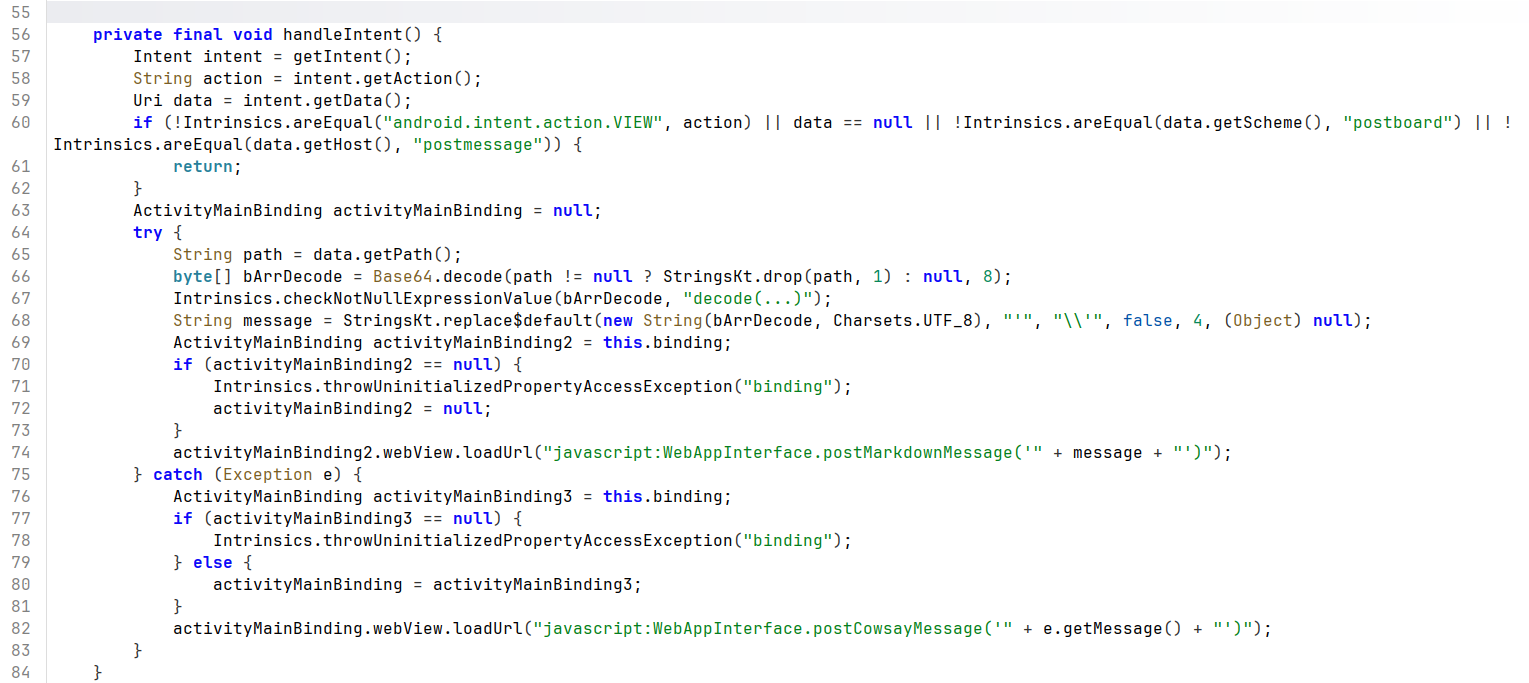 55
56     private final void handleIntent() {
57         Intent intent = getIntent();
58         String action = intent.getAction();
59         Uri data = intent.getData();
60         if (!Intrinsics.areEqual("android.intent.action.VIEW", action) || data == null || !Intrinsics.areEqual(data.getScheme(), "postboard") || !
Intrinsics.areEqual(data.getHost(), "postmessage")) {
61             return;
62         }
63         ActivityMainBinding activityMainBinding = null;
64         try {
65             String path = data.getPath();
66             byte[] bArrDecode = Base64.decode(path != null ? StringsKt.drop(path, 1) : null, 8);
67             Intrinsics.checkNotNullExpressionValue(bArrDecode, "decode(...)");
68             String message = StringsKt.replace$default(new String(bArrDecode, Charsets.UTF_8), "'", "\\'", false, 4, (Object) null);
69             ActivityMainBinding activityMainBinding2 = this.binding;
70             if (activityMainBinding2 == null) {
71                 Intrinsics.throwUninitializedPropertyAccessException("binding");
72                 activityMainBinding2 = null;
73             }
74             activityMainBinding2.webView.loadUrl("javascript:WebAppInterface.postMarkdownMessage('" + message + "')");
75         } catch (Exception e) {
76             ActivityMainBinding activityMainBinding3 = this.binding;
77             if (activityMainBinding3 == null) {
78                 Intrinsics.throwUninitializedPropertyAccessException("binding");
79             } else {
80                 activityMainBinding = activityMainBinding3;
81             }
82             activityMainBinding.webView.loadUrl("javascript:WebAppInterface.postCowsayMessage('" + e.getMessage() + "')");
83         }
84     }